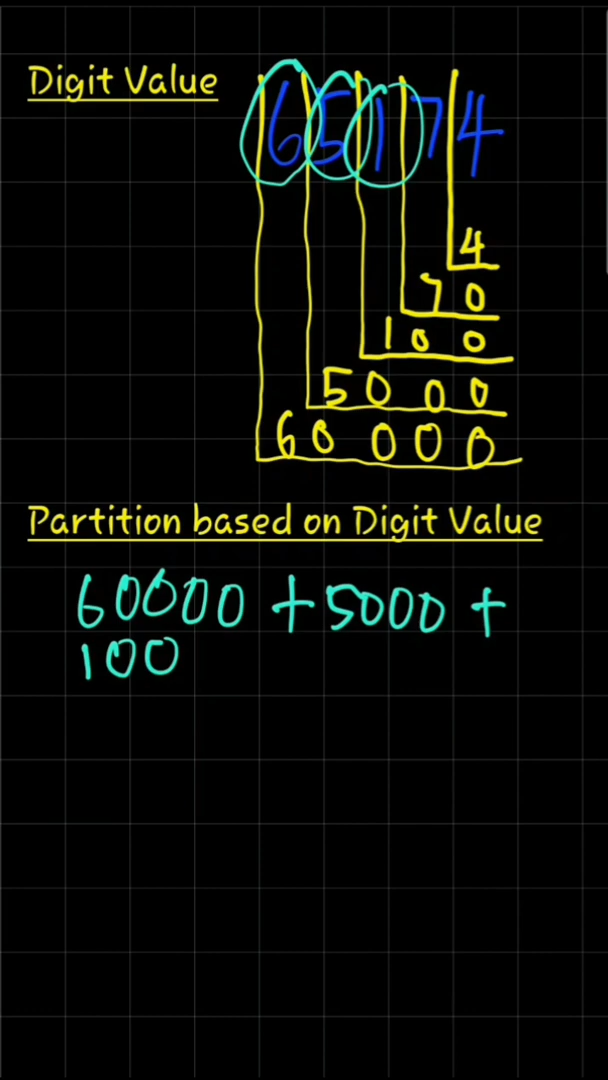 Digit Value
65174
4
70
100
5000
60000
Partition based on Digit Value
60000 + 5000 +
100